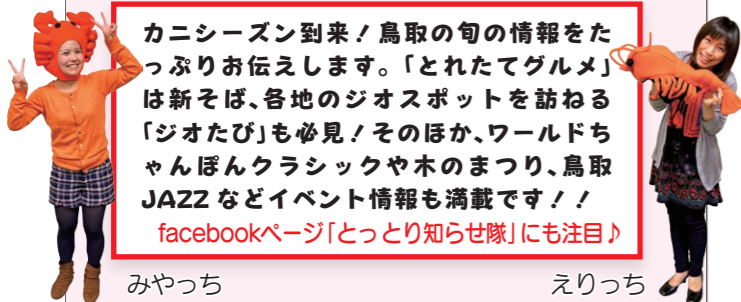 カニシーズン到来！鳥取の旬の情報をた
っぷりお伝えします。「とれたてグルメ」
は新そば、各地のジオスポットを訪ねる
「ジオたび」も必見！そのほか、ワールドち
ゃんぽんクラシックや木のまつり、鳥取
JAZZなどイベント情報も満載です！！
facebookページ「とっとり知らせ隊」にも注目♪
みやっち
えりっち